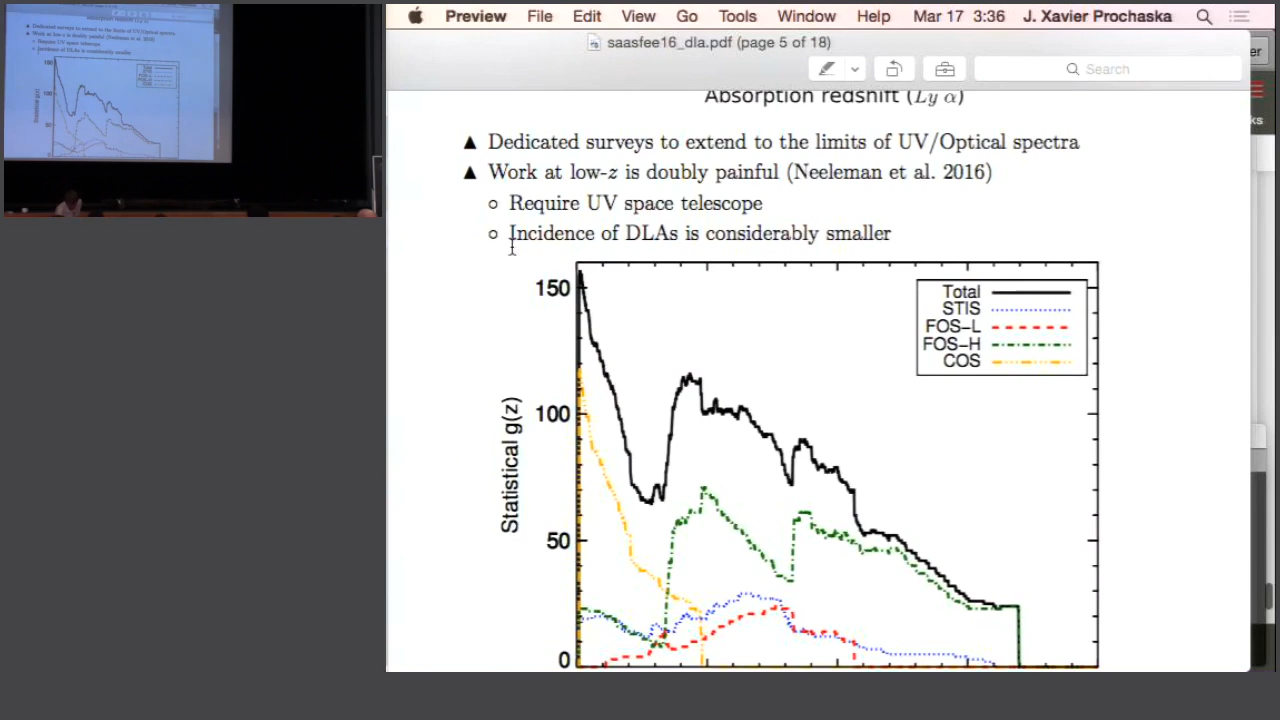 Preview File Edit View Go Tools Window Help Mar 17 3:36 J. Xavier Prochaska
saasfee16_dla.pdf (page 5 of 18)
Search
Absorption redshift (Ly α)
▲ Dedicated surveys to extend to the limits of UV/Optical spectra
▲ Work at low-z is doubly painful (Neeleman et al. 2016)
○ Require UV space telescope
○ Incidence of DLAs is considerably smaller
Total
STIS
FOS-L
FOS-H
COS
Statistical g(z)
150
100
50
0